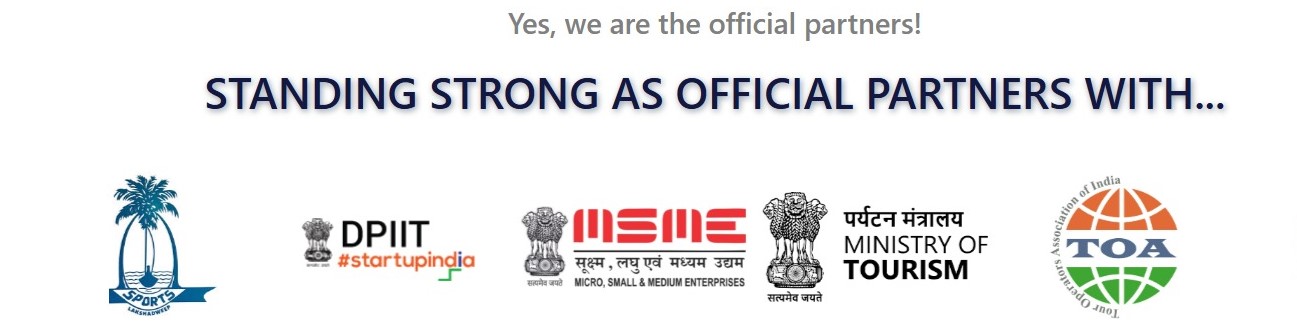 Yes, we are the official partners!
STANDING STRONG AS OFFICIAL PARTNERS WITH...
SPORTS
LAKSHADWEEP
DPIIT
#startupindia
MSME
सूक्ष्म, लघु एवं मध्यम उद्यम
MICRO, SMALL & MEDIUM ENTERPRISES
सत्यमेव जयते
पर्यटन मंत्रालय
MINISTRY OF
TOURISM
सत्यमेव जयते
Tour Operators Association of India
TOA